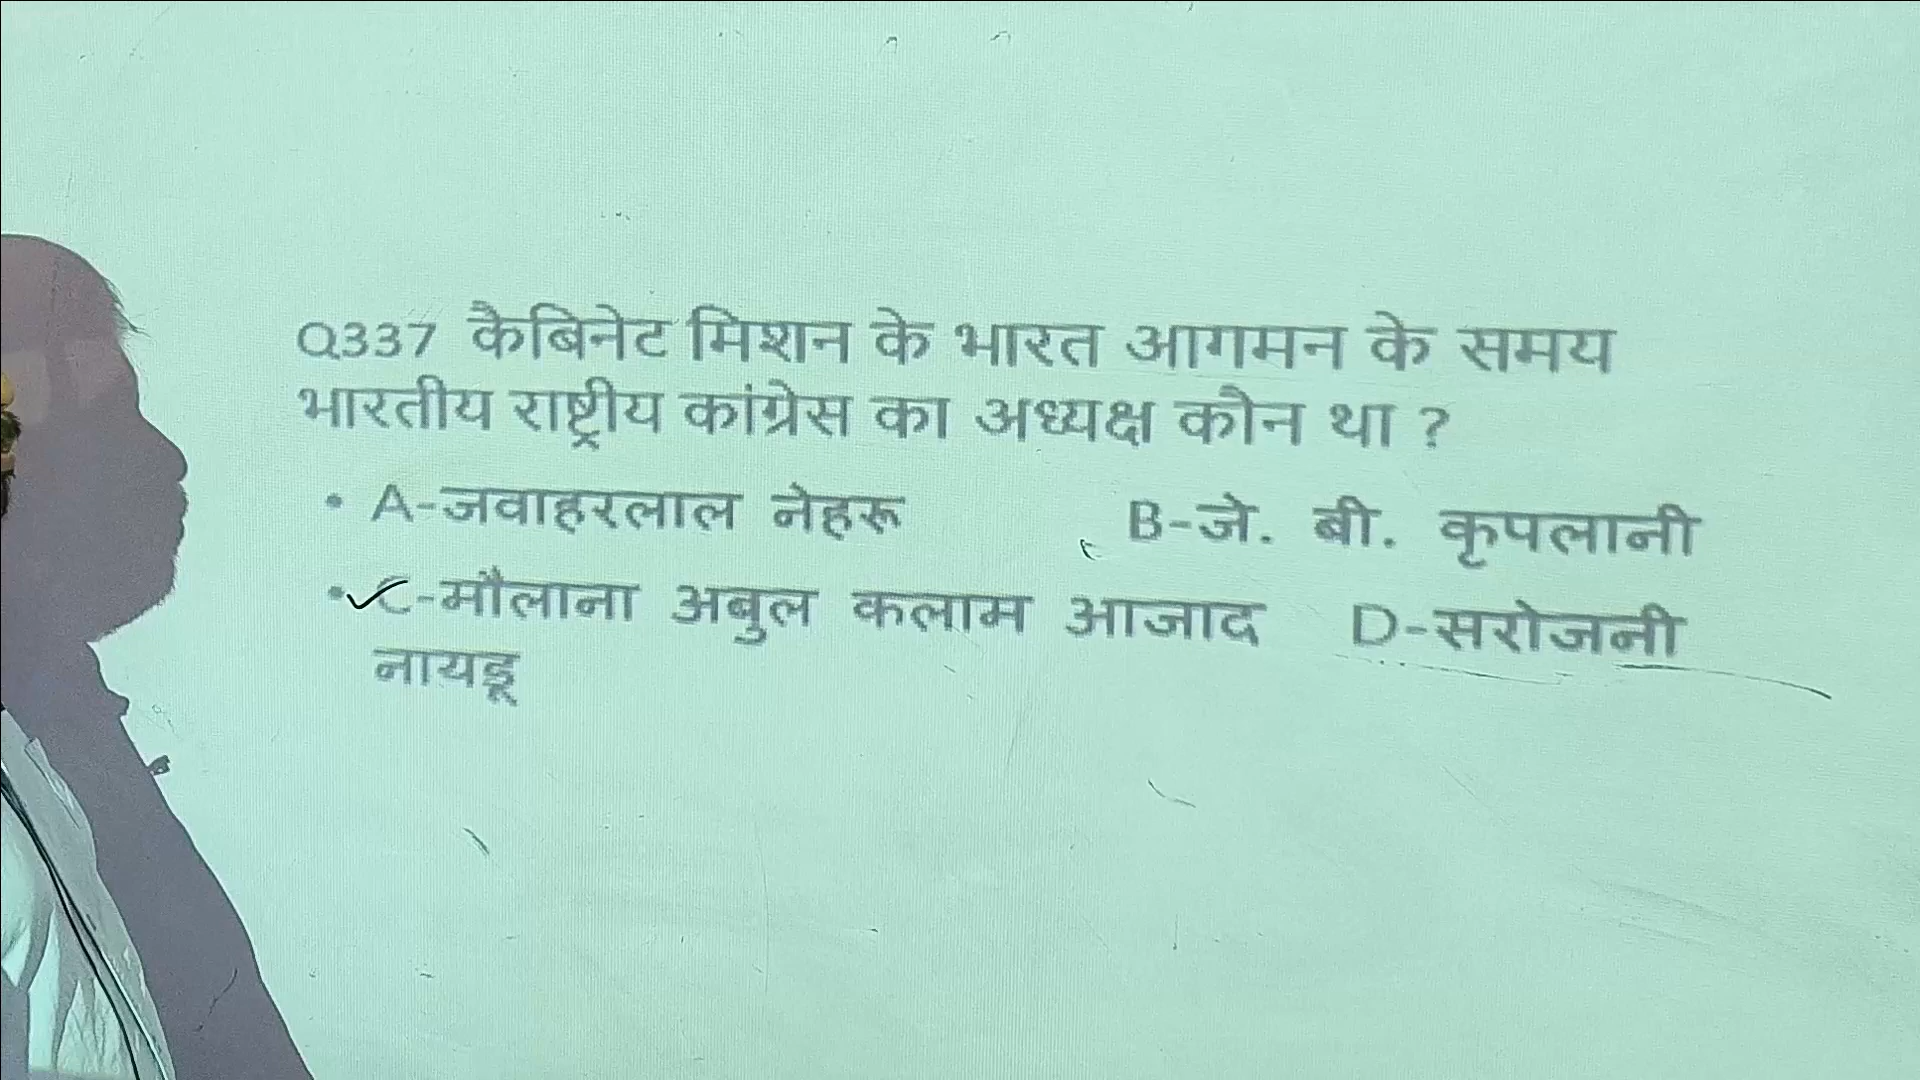 Q337 कैबिनेट मिशन के भारत आगमन के समय
भारतीय राष्ट्रीय कांग्रेस का अध्यक्ष कौन था ?
• A-जवाहरलाल नेहरू B-जे. बी. कृपलानी
• C-मौलाना अबुल कलाम आजाद D-सरोजनी
नायडू